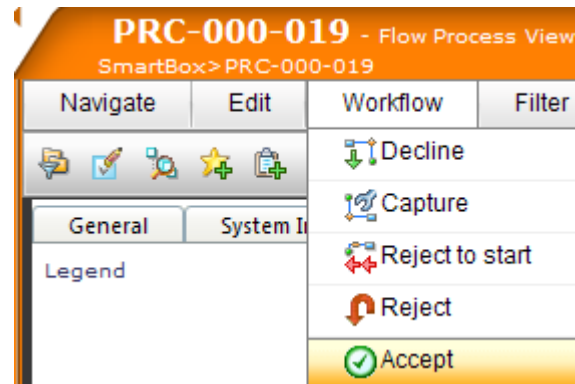 PRC-000-019 - Flow Process View
SmartBox>PRC-000-019
Navigate Edit Workflow Filter
Decline
Capture
General
Reject to start
Legend
Reject
Accept